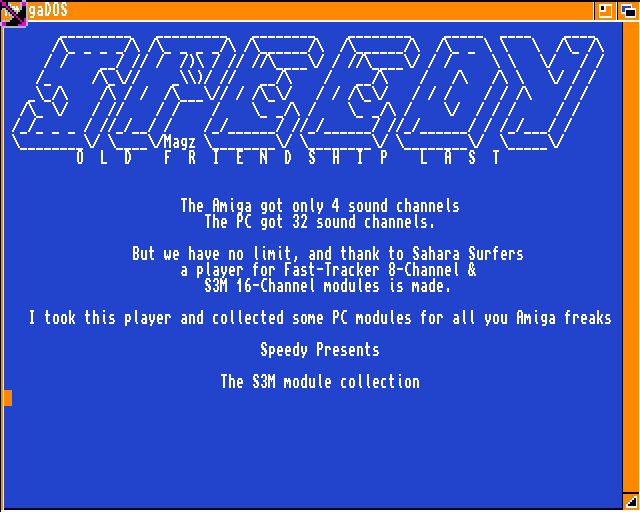 gaDOS
SPEEDY
Magz
O L D F R I E N D S H I P L A S T
The Amiga got only 4 sound channels
The PC got 32 sound channels.
But we have no limit, and thank to Sahara Surfers
a player for Fast-Tracker 8-Channel &
S3M 16-Channel modules is made.
I took this player and collected some PC modules for all you Amiga freaks
Speedy Presents
The S3M module collection